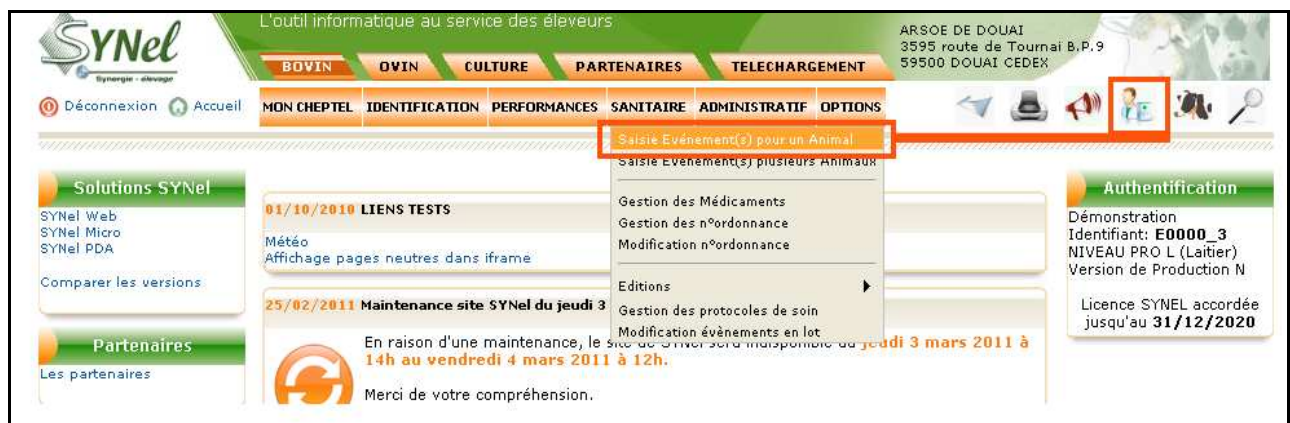 SYNel
Synergie - élevage
L'outil informatique au service des éleveurs
ARSOE DE DOUAI
3595 route de Tournai B.P.9
59500 DOUAI CEDEX
BOVIN OVIN CULTURE PARTENAIRES TELECHARGEMENT
Déconnexion Accueil
MON CHEPTEL IDENTIFICATION PERFORMANCES SANITAIRE ADMINISTRATIF OPTIONS
Saisie Evénement(s) pour un Animal
Saisie Evénement(s) plusieurs Animaux
Gestion des Médicaments
Gestion des n°ordonnance
Modification n°ordonnance
Editions
Gestion des protocoles de soin
Modification évènements en lot
Solutions SYNel
SYNel Web
SYNel Micro
SYNel PDA
Comparer les versions
Partenaires
Les partenaires
01/10/2010 LIENS TESTS
Météo
Affichage pages neutres dans iframe
25/02/2011 Maintenance site SYNel du jeudi 3
En raison d'une maintenance, le site de SYNel sera indisponible du jeudi 3 mars 2011 à
14h au vendredi 4 mars 2011 à 12h.
Merci de votre compréhension.
Authentification
Démonstration
Identifiant: E0000_3
NIVEAU PRO L (Laitier)
Version de Production N
Licence SYNEL accordée
jusqu'au 31/12/2020